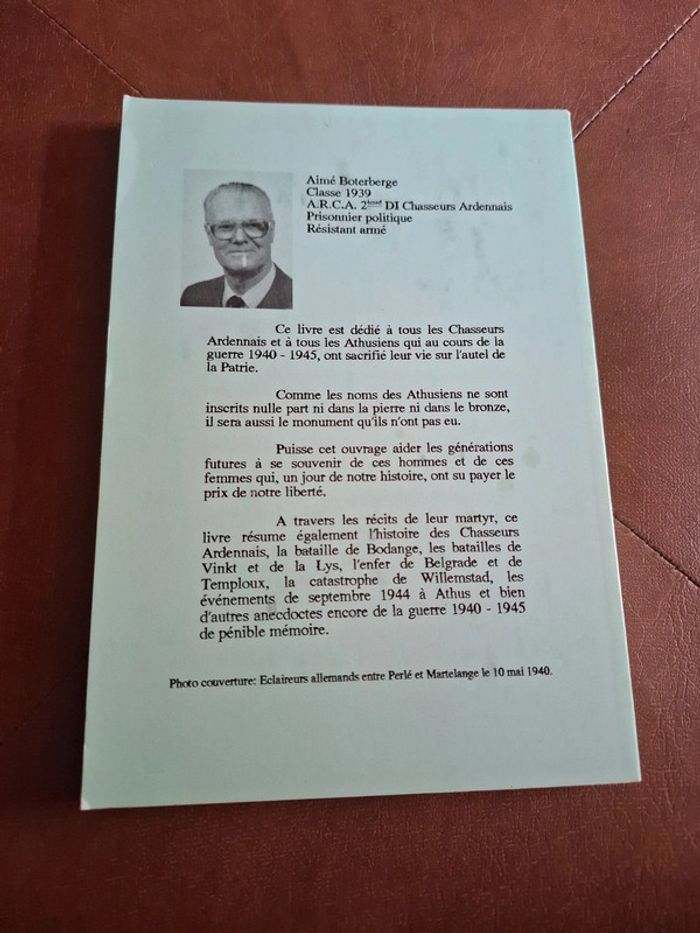 Aimé Boterberge
Classe 1939
A.R.C.A. 2ième DI Chasseurs Ardennais
Prisonnier politique
Résistant armé
Ce livre est dédié à tous les Chasseurs
Ardennais et à tous les Athusiens qui au cours de la
guerre 1940 - 1945, ont sacrifié leur vie sur l'autel de
la Patrie.
Comme les noms des Athusiens ne sont
inscrits nulle part ni dans la pierre ni dans le bronze,
il sera aussi le monument qu'ils n'ont pas eu.
Puisse cet ouvrage aider les générations
futures à se souvenir de ces hommes et de ces
femmes qui, un jour de notre histoire, ont su payer le
prix de notre liberté.
A travers les récits de leur martyr, ce
livre résume également l'histoire des Chasseurs
Ardennais, la bataille de Bodange, les batailles de
Vinkt et de la Lys, l'enfer de Belgrade et de
Temploux, la catastrophe de Willemstad, les
événements de septembre 1944 à Athus et bien
d'autres anecdoctes encore de la guerre 1940 - 1945
de pénible mémoire.
Photo couverture: Eclaireurs allemands entre Perlé et Martelange le 10 mai 1940.